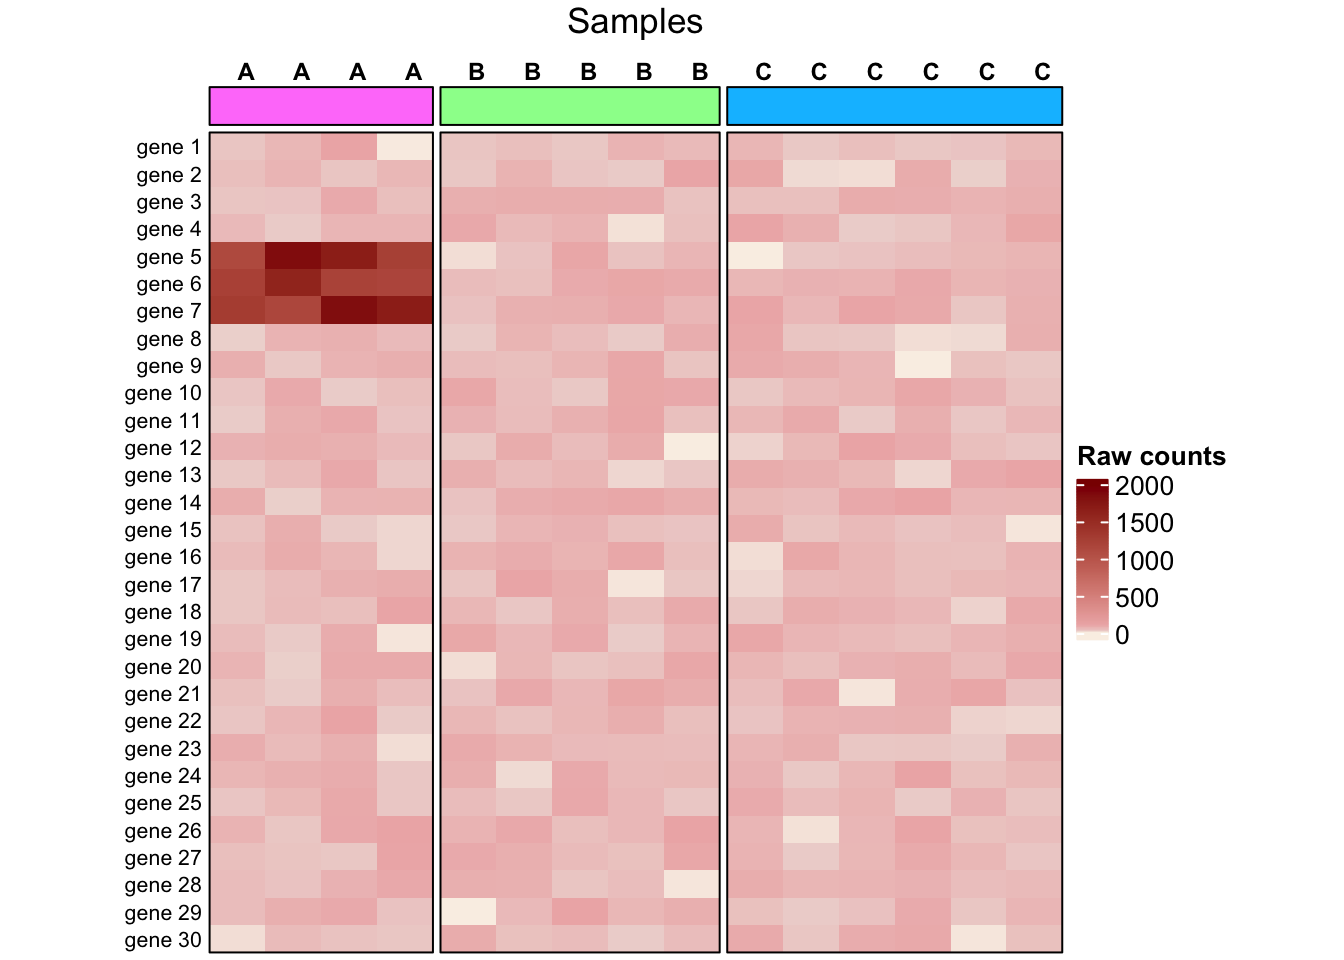 Samples
A A A A B B B B B C C C C C C
gene 1
gene 2
gene 3
gene 4
gene 5
gene 6
gene 7
gene 8
gene 9
gene 10
gene 11
gene 12
gene 13
gene 14
gene 15
gene 16
gene 17
gene 18
gene 19
gene 20
gene 21
gene 22
gene 23
gene 24
gene 25
gene 26
gene 27
gene 28
gene 29
gene 30
Raw counts
2000
1500
1000
500
0